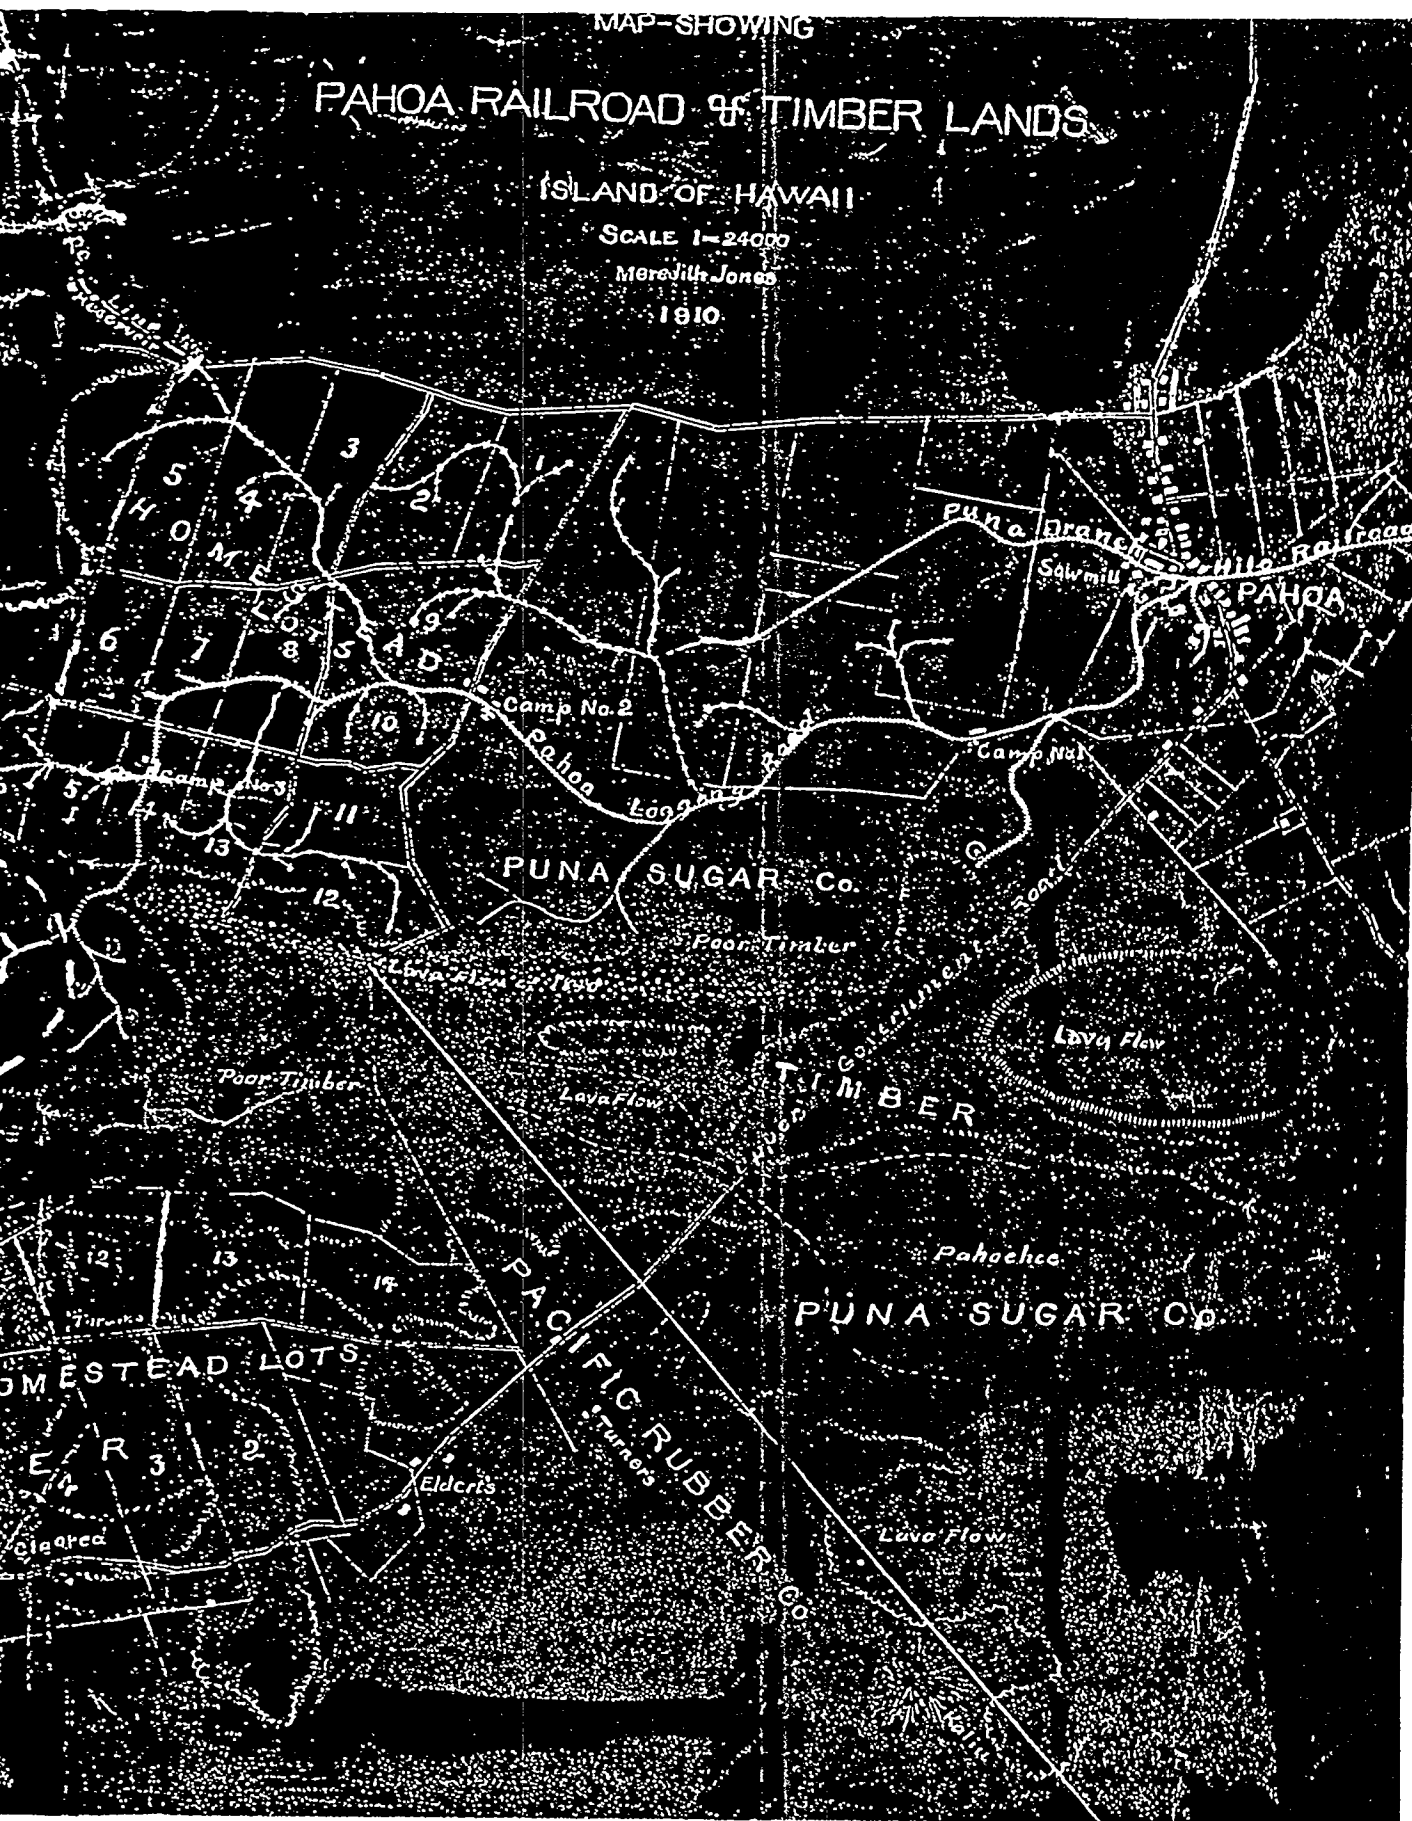 MAP-SHOWING
PAHOA RAILROAD & TIMBER LANDS
ISLAND OF HAWAII
SCALE 1=24000
Meredith Jones
1910
Reserve
3
5
4
2
1
HOMESTEAD
LOTS
Puna Branch Hilo Railroad
Sawmill
PAHOA
9
6
7
8
10
Camp No.2
Camp No.1
Pahoa Logging Road
Camp No.3
5
11
13
12
PUNA SUGAR Co.
Poor Timber
Government Road
Lava Flow
Poor Timber
Lava Flow
TIMBER
12
13
14
Pahoehoe
PUNA SUGAR Co.
HOMESTEAD LOTS
PACIFIC RUBBER CO
Turners
E R
3
2
Elderts
Cleared
Lava Flow
Kaliu